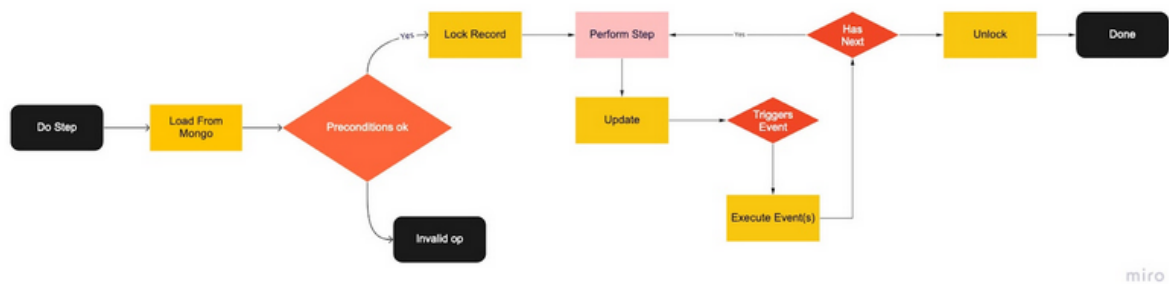 Do Step
Load From
Mongo
Preconditions ok
Yes
Lock Record
Perform Step
Yes
Has
Next
Unlock
Done
Update
Triggers
Event
Execute Event(s)
Invalid op
miro